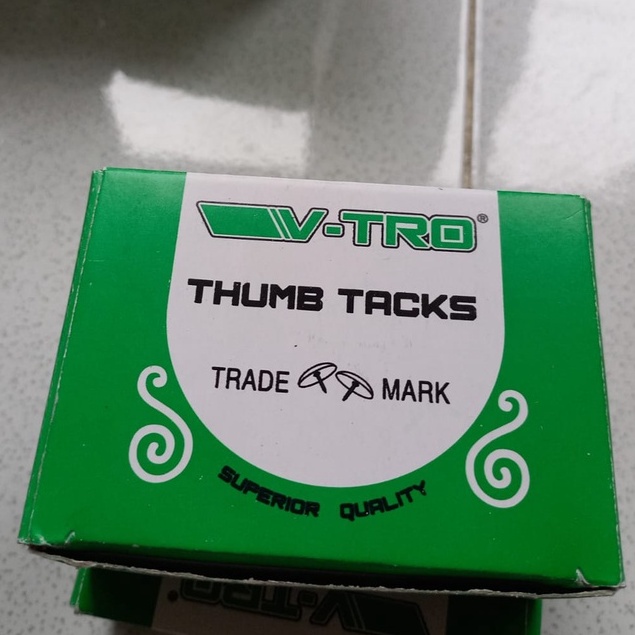 V-TRO®
THUMB TACKS
TRADE MARK
SUPERIOR QUALITY
V-TRO®